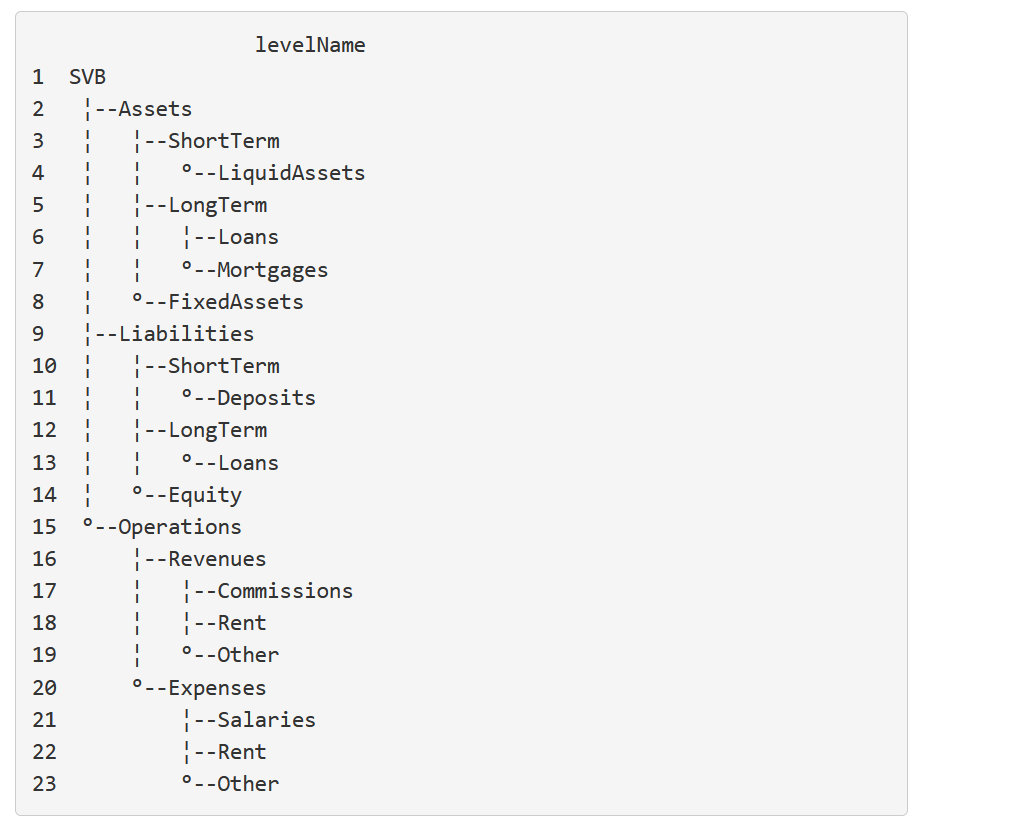 levelName
1  SVB
2   ¦--Assets
3   ¦   ¦--ShortTerm
4   ¦   ¦   °--LiquidAssets
5   ¦   ¦--LongTerm
6   ¦   ¦   ¦--Loans
7   ¦   ¦   °--Mortgages
8   ¦   °--FixedAssets
9   ¦--Liabilities
10  ¦   ¦--ShortTerm
11  ¦   ¦   °--Deposits
12  ¦   ¦--LongTerm
13  ¦   ¦   °--Loans
14  ¦   °--Equity
15  °--Operations
16      ¦--Revenues
17      ¦   ¦--Commissions
18      ¦   ¦--Rent
19      ¦   °--Other
20      °--Expenses
21          ¦--Salaries
22          ¦--Rent
23          °--Other